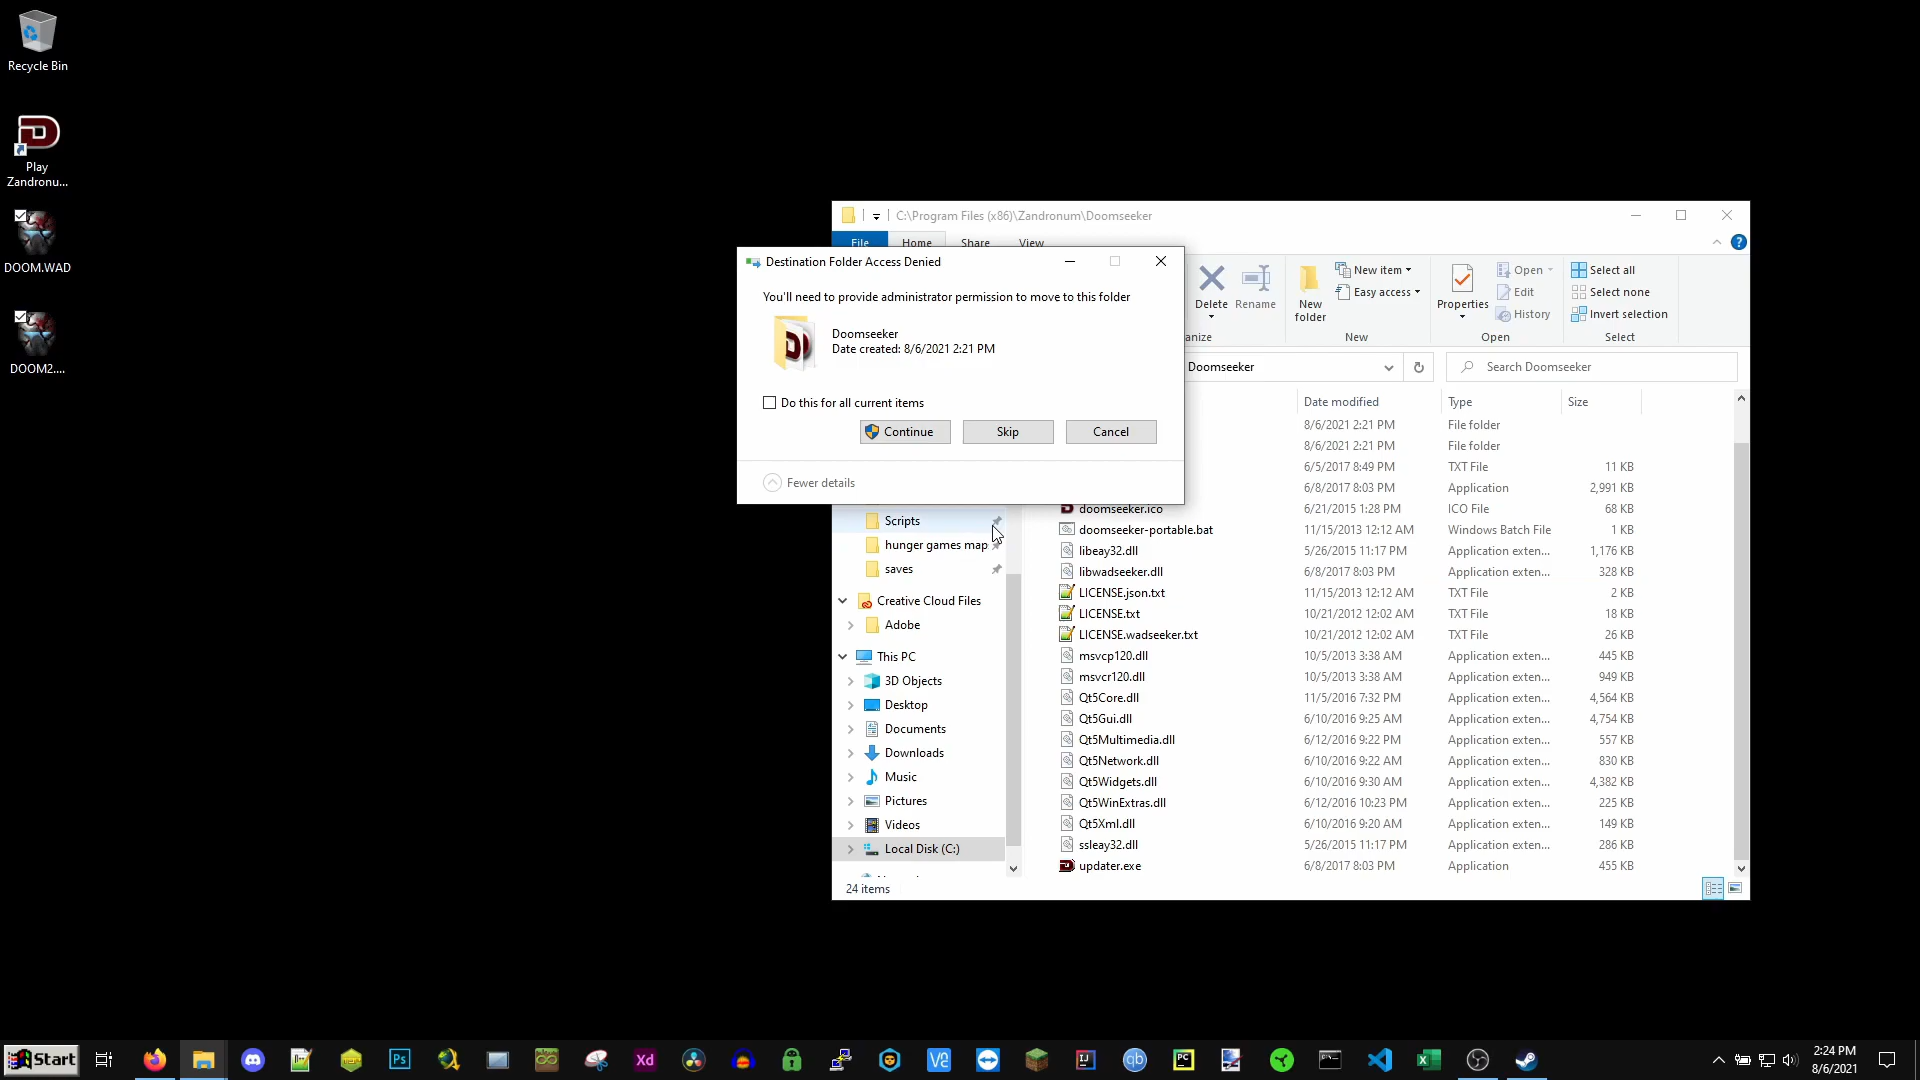 Recycle Bin
Play
Zandronu...
DOOM.WAD
DOOM2....
C:\Program Files (x86)\Zandronum\Doomseeker
File
Home
Share
View
Delete
Rename
New
folder
New item
Easy access
New
Properties
Open
Edit
History
Open
Select all
Select none
Invert selection
Select
anize
Destination Folder Access Denied
You'll need to provide administrator permission to move to this folder
Doomseeker
Date created: 8/6/2021 2:21 PM
Do this for all current items
Continue
Skip
Cancel
Fewer details
Doomseeker
Search Doomseeker
Date modified
Type
Size
8/6/2021 2:21 PM File folder
8/6/2021 2:21 PM File folder
6/5/2017 8:49 PM TXT File 11 KB
6/8/2017 8:03 PM Application 2,991 KB
doomseeker.ico 6/21/2015 1:28 PM ICO File 68 KB
doomseeker-portable.bat 11/15/2013 12:12 AM Windows Batch File 1 KB
libeay32.dll 5/26/2015 11:17 PM Application exten... 1,176 KB
libwadseeker.dll 6/8/2017 8:03 PM Application exten... 328 KB
LICENSE.json.txt 11/15/2013 12:12 AM TXT File 2 KB
LICENSE.txt 10/21/2012 12:02 AM TXT File 18 KB
LICENSE.wadseeker.txt 10/21/2012 12:02 AM TXT File 26 KB
msvcp120.dll 10/5/2013 3:38 AM Application exten... 445 KB
msvcr120.dll 10/5/2013 3:38 AM Application exten... 949 KB
Qt5Core.dll 11/5/2016 7:32 PM Application exten... 4,564 KB
Qt5Gui.dll 6/10/2016 9:25 AM Application exten... 4,754 KB
Qt5Multimedia.dll 6/12/2016 9:22 PM Application exten... 557 KB
Qt5Network.dll 6/10/2016 9:22 AM Application exten... 830 KB
Qt5Widgets.dll 6/10/2016 9:30 AM Application exten... 4,382 KB
Qt5WinExtras.dll 6/12/2016 10:23 PM Application exten... 225 KB
Qt5Xml.dll 6/10/2016 9:20 AM Application exten... 149 KB
ssleay32.dll 5/26/2015 11:17 PM Application exten... 286 KB
updater.exe 6/8/2017 8:03 PM Application 455 KB
Scripts
hunger games map
saves
Creative Cloud Files
Adobe
This PC
3D Objects
Desktop
Documents
Downloads
Music
Pictures
Videos
Local Disk (C:)
24 items
Start
Ps
Xd
V2
IJ
qb
PC
2:24 PM
8/6/2021